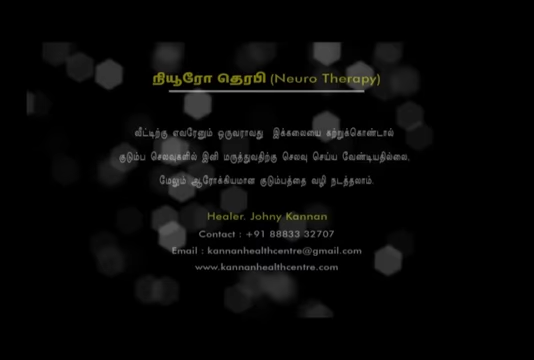 நியூரோ தெரபி (Neuro Therapy)
வீட்டிற்கு எவரேனும் ஒருவராவது இக்கலையை கற்றுக்கொண்டால்
குடும்ப செலவுகளில் இனி மருத்துவதிற்கு செலவு செய்ய வேண்டியதில்லை,
மேலும் ஆரோக்கியமான குடும்பத்தை வழி நடத்தலாம்.
Healer. Johny Kannan
Contact : +91 88833 32707
Email : kannanhealthcentre@gmail.com
www.kannanhealthcentre.com